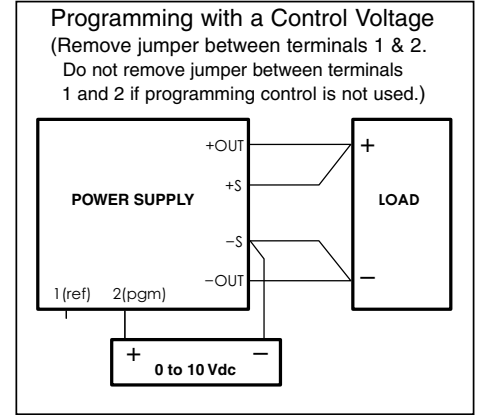 Programming with a Control Voltage
(Remove jumper between terminals 1 & 2.
Do not remove jumper between terminals
1 and 2 if programming control is not used.)
+OUT
+
+S
POWER SUPPLY
LOAD
−S
−OUT
−
1(ref) 2(pgm)
+ −
0 to 10 Vdc